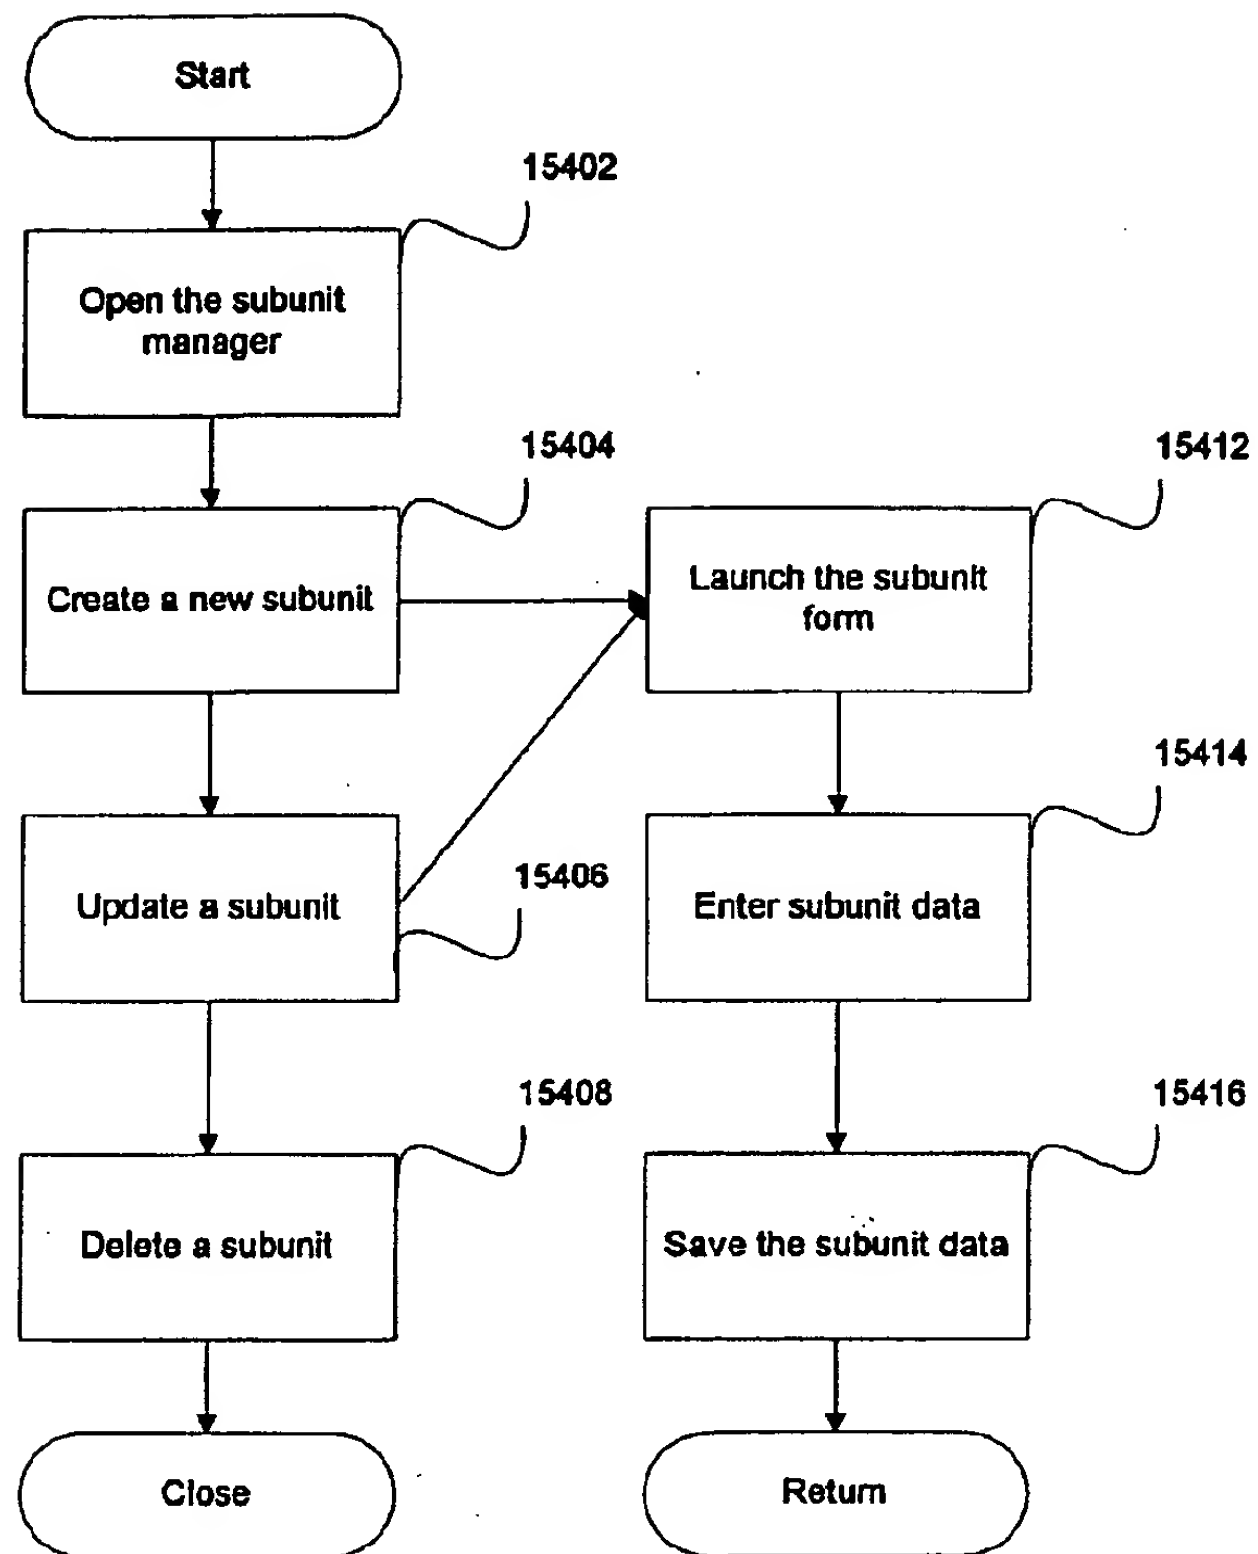 Start
15402
Open the subunit
manager
15404
15412
Create a new subunit
Launch the subunit
form
15414
15406
Update a subunit
Enter subunit data
15408
15416
Delete a subunit
Save the subunit data
Close
Return